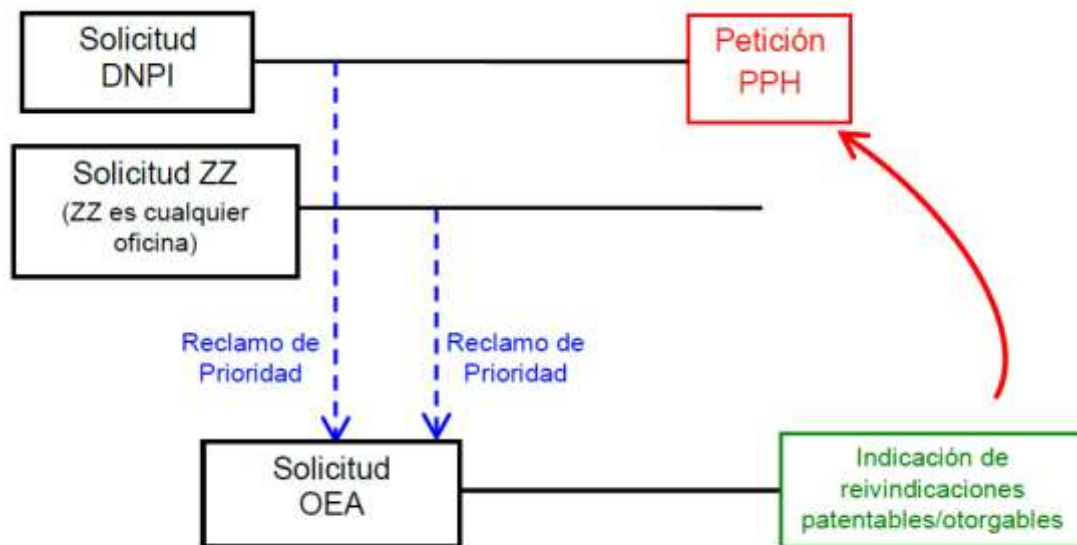 Solicitud
DNPI
Petición
PPH
Solicitud ZZ
(ZZ es cualquier
oficina)
Reclamo de
Prioridad
Reclamo de
Prioridad
Solicitud
OEA
Indicación de
reivindicaciones
patentables/otorgables